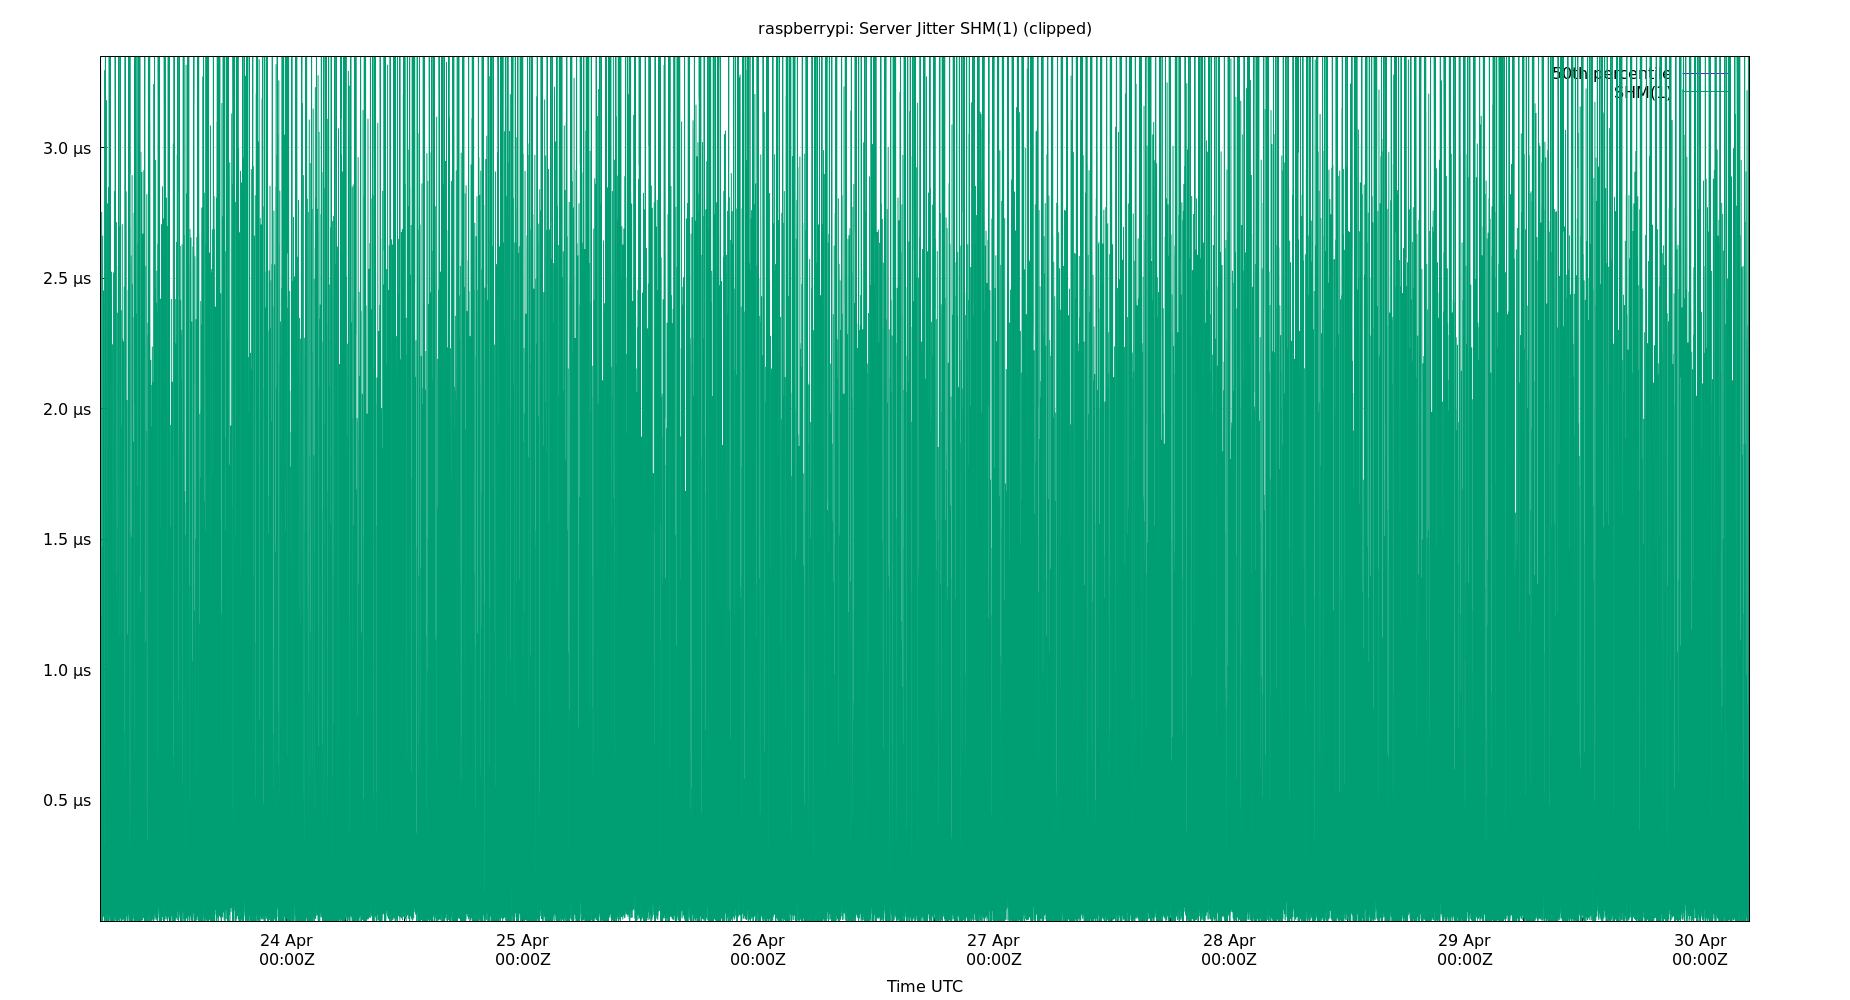 raspberrypi: Server Jitter SHM(1) (clipped)
50th percentile
SHM(1)
3.0 μs
2.5 μs
2.0 μs
1.5 μs
1.0 μs
0.5 μs
24 Apr 25 Apr 26 Apr 27 Apr 28 Apr 29 Apr 30 Apr
00:00Z 00:00Z 00:00Z 00:00Z 00:00Z 00:00Z 00:00Z
Time UTC